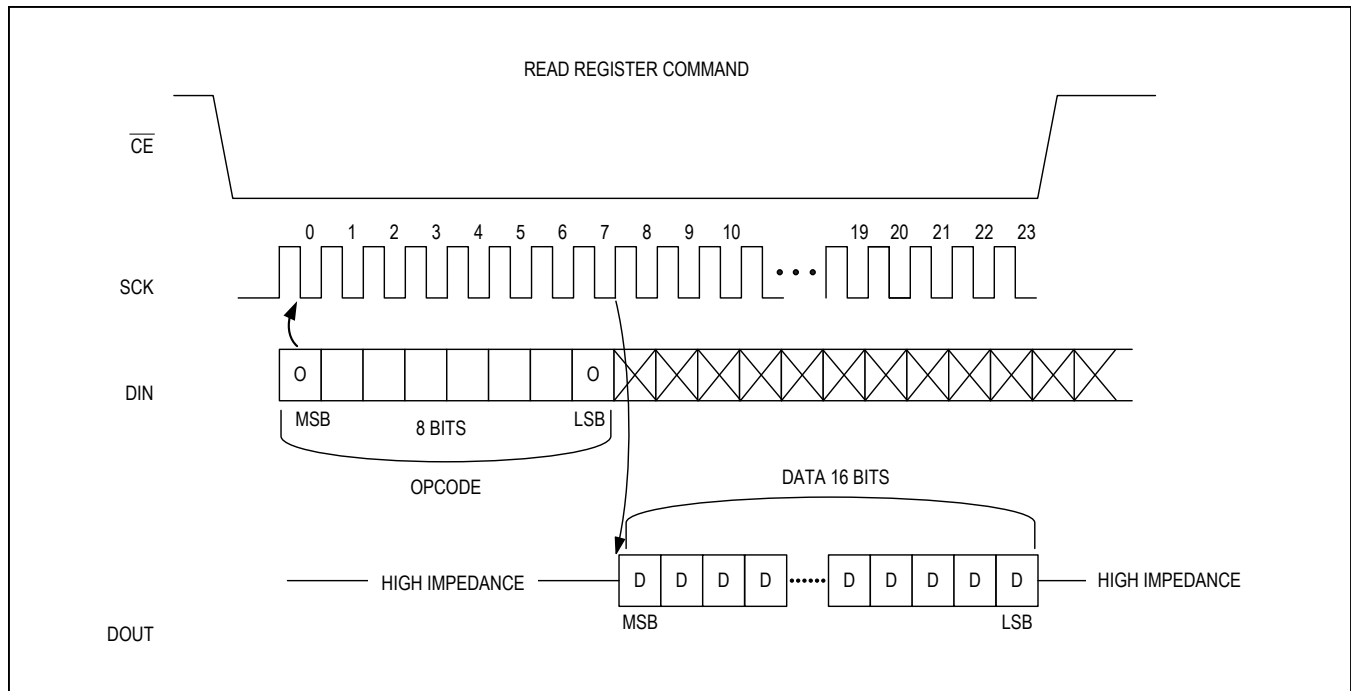 READ REGISTER COMMAND
CE
0 1 2 3 4 5 6 7 8 9 10 19 20 21 22 23
SCK
DIN
O O
MSB 8 BITS LSB
OPCODE
DATA 16 BITS
HIGH IMPEDANCE D D D D D D D D D HIGH IMPEDANCE
MSB LSB
DOUT